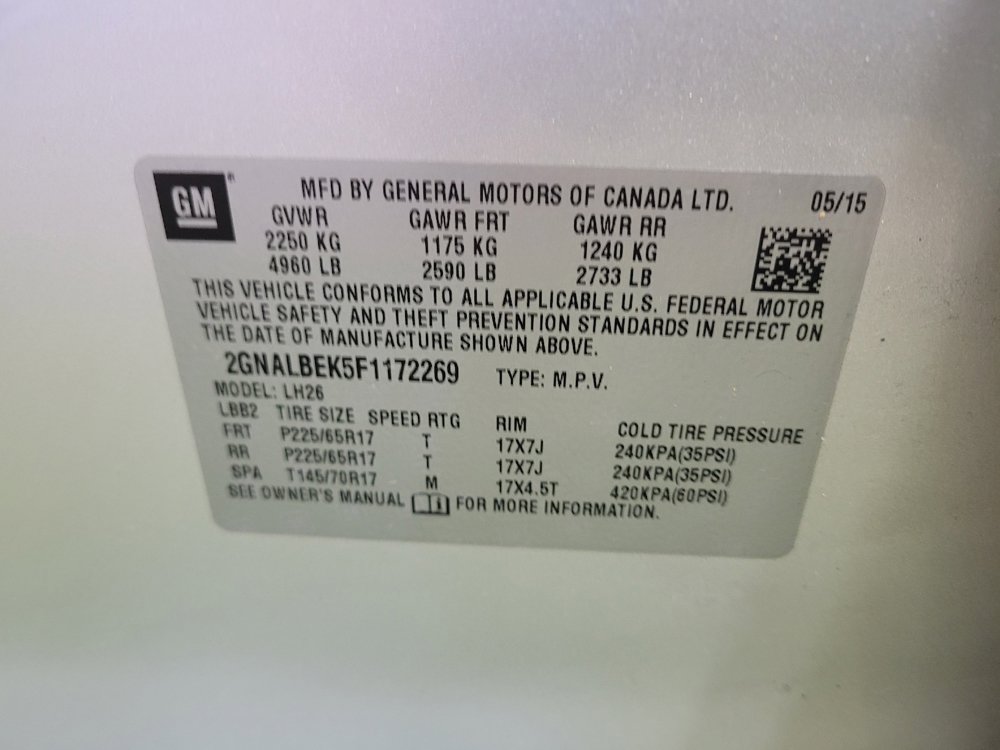 GM® MFD BY GENERAL MOTORS OF CANADA LTD. 05/15
GVWR GAWR FRT GAWR RR
2250 KG 1175 KG 1240 KG
4960 LB 2590 LB 2733 LB
THIS VEHICLE CONFORMS TO ALL APPLICABLE U.S. FEDERAL MOTOR
VEHICLE SAFETY AND THEFT PREVENTION STANDARDS IN EFFECT ON
THE DATE OF MANUFACTURE SHOWN ABOVE.
2GNALBEK5F1172269 TYPE: M.P.V.
MODEL: LH26
LBB2 TIRE SIZE SPEED RTG RIM COLD TIRE PRESSURE
FRT P225/65R17 T 17X7J 240KPA(35PSI)
RR P225/65R17 T 17X7J 240KPA(35PSI)
SPA T145/70R17 M 17X4.5T 420KPA(60PSI)
SEE OWNER'S MANUAL FOR MORE INFORMATION.